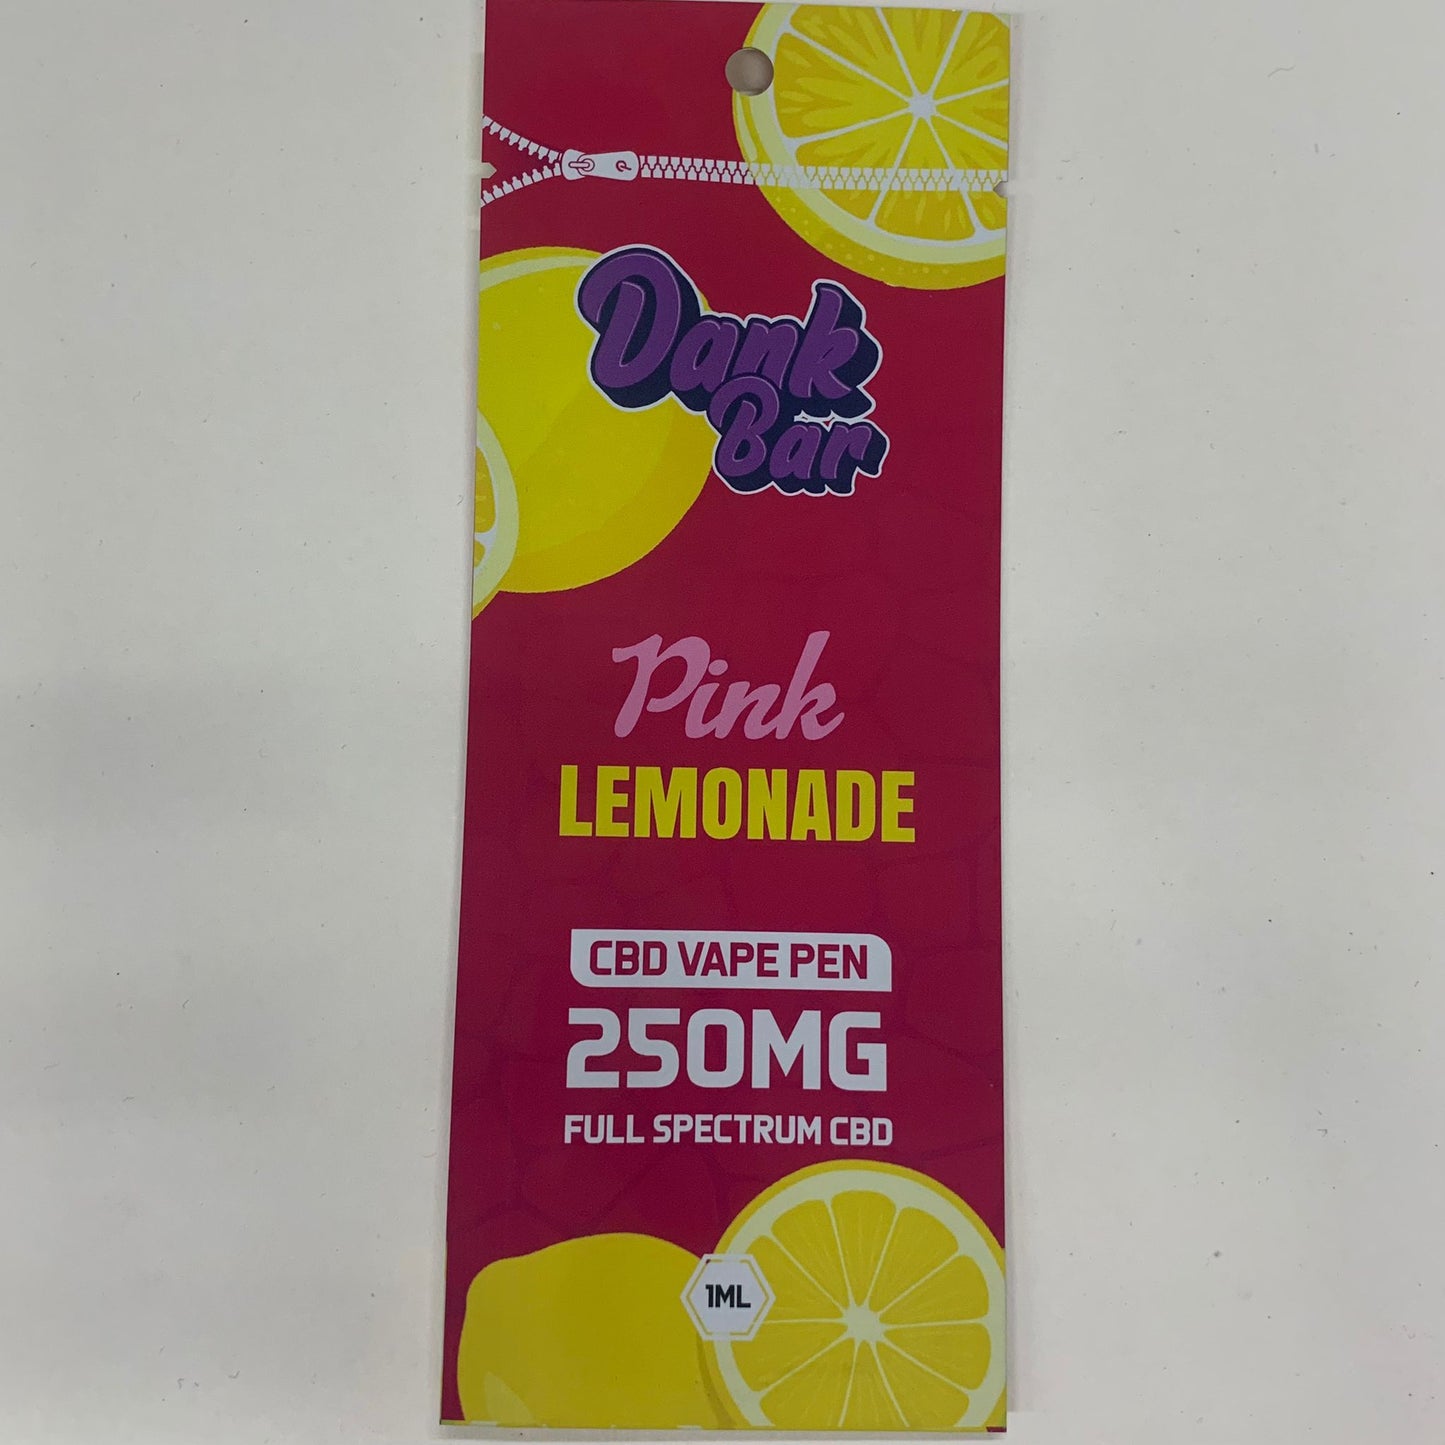 Dank
Bar
Pink
LEMONADE
CBD VAPE PEN
250MG
FULL SPECTRUM CBD
1ML